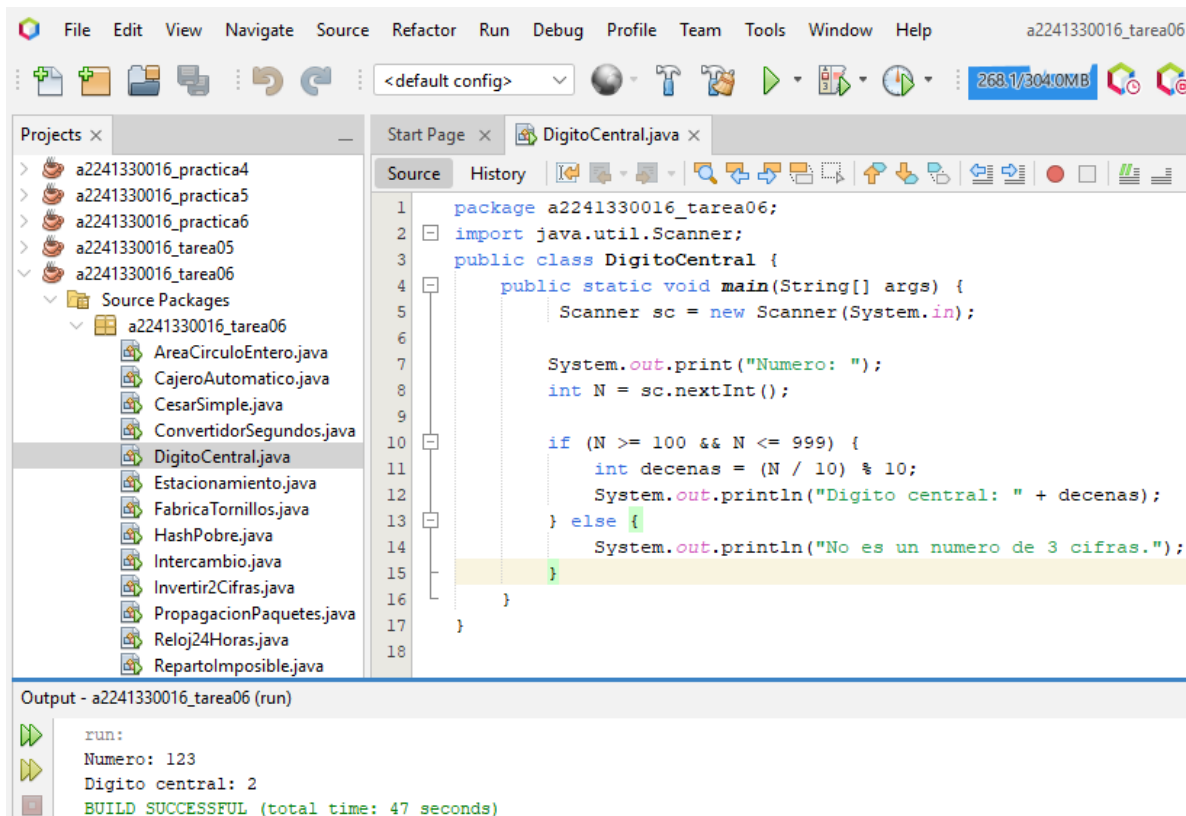 File Edit View Navigate Source Refactor Run Debug Profile Team Tools Window Help a2241330016_tarea06
<default config> 268.1/304.0MB
Projects
a2241330016_practica4
a2241330016_practica5
a2241330016_practica6
a2241330016_tarea05
a2241330016_tarea06
Source Packages
a2241330016_tarea06
AreaCirculoEntero.java
CajeroAutomatico.java
CesarSimple.java
ConvertidorSegundos.java
DigitoCentral.java
Estacionamiento.java
FabricaTornillos.java
HashPobre.java
Intercambio.java
Invertir2Cifras.java
PropagacionPaquetes.java
Reloj24Horas.java
RepartoImposible.java
Start Page DigitoCentral.java
Source History
1 package a2241330016_tarea06;
2 import java.util.Scanner;
3 public class DigitoCentral {
4 public static void main(String[] args) {
5 Scanner sc = new Scanner(System.in);
6
7 System.out.print("Numero: ");
8 int N = sc.nextInt();
9
10 if (N >= 100 && N <= 999) {
11 int decenas = (N / 10) % 10;
12 System.out.println("Digito central: " + decenas);
13 } else {
14 System.out.println("No es un numero de 3 cifras.");
15 }
16 }
17 }
18
Output - a2241330016_tarea06 (run)
run:
Numero: 123
Digito central: 2
BUILD SUCCESSFUL (total time: 47 seconds)